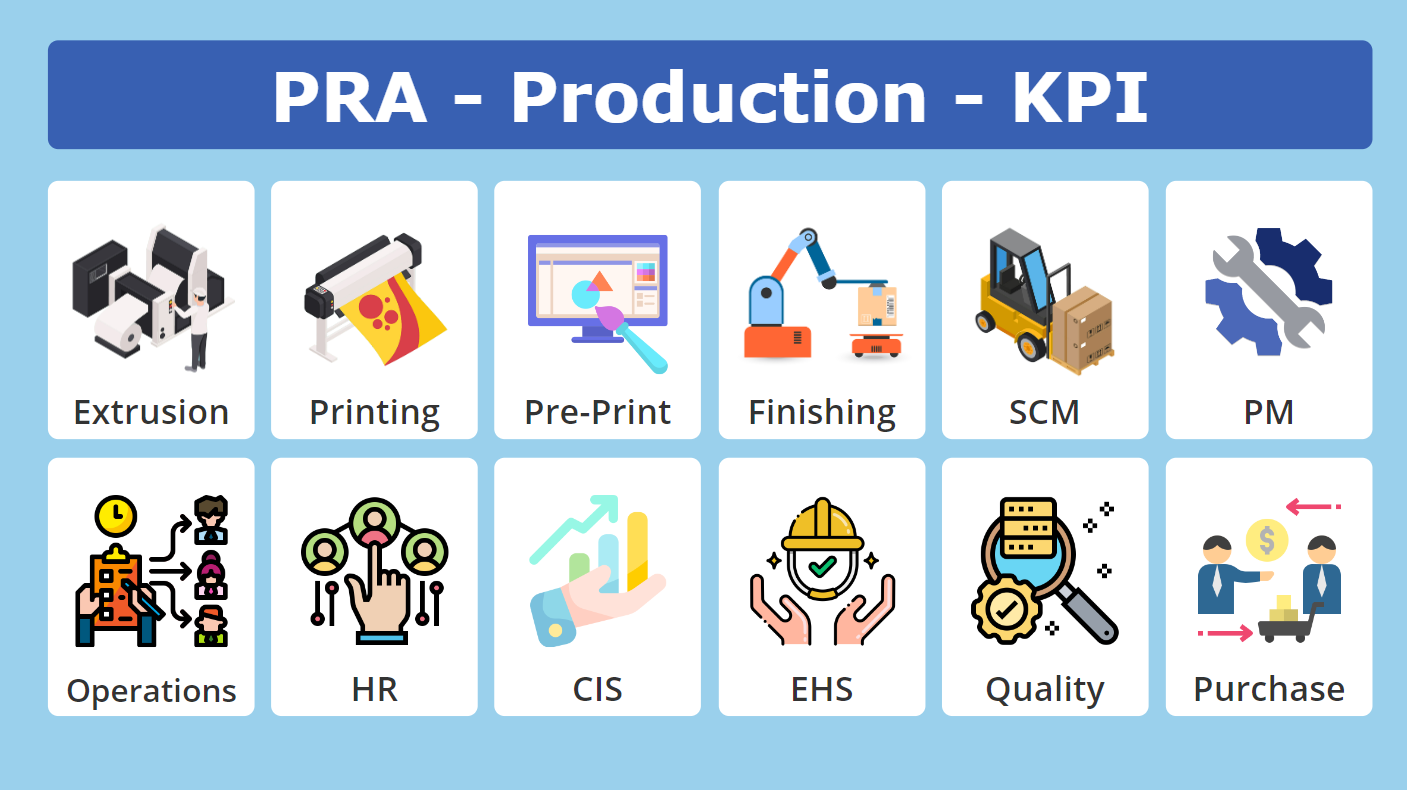 PRA - Production - KPI
Extrusion
Printing
Pre-Print
Finishing
SCM
PM
Operations
HR
CIS
EHS
Quality
Purchase